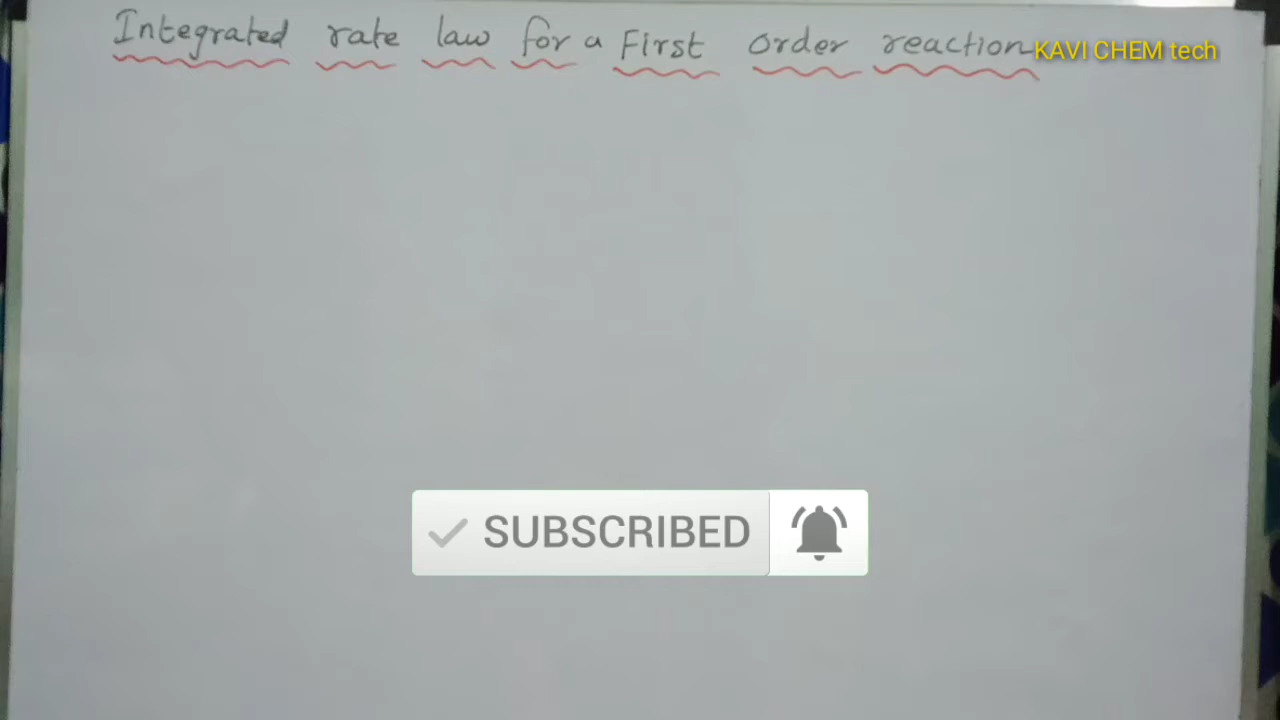 Integrated rate law for a First order reaction
KAVI CHEM tech
SUBSCRIBED